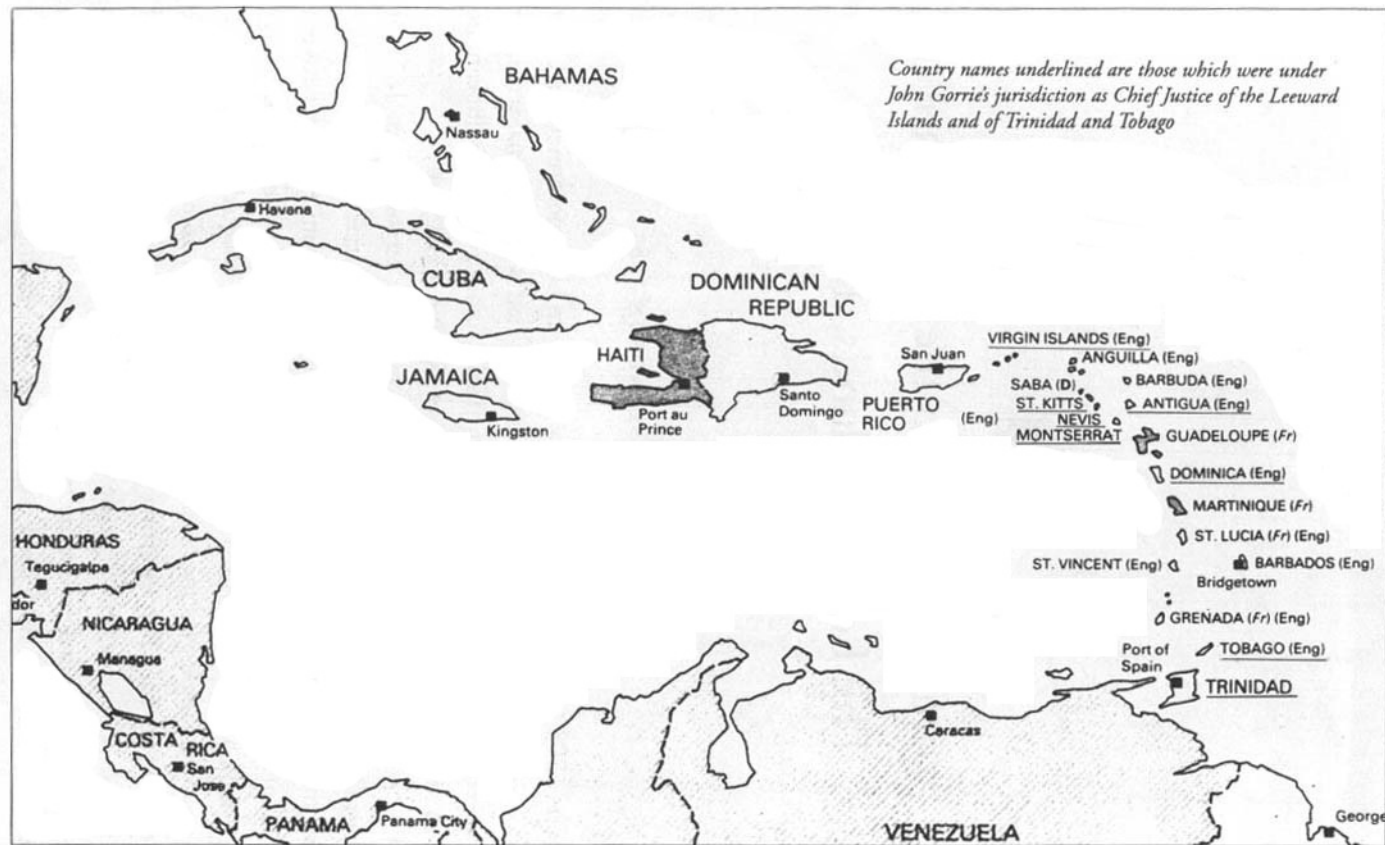 Country names underlined are those which were under
John Gorrie's jurisdiction as Chief Justice of the Leeward
Islands and of Trinidad and Tobago
BAHAMAS
Nassau
Havana
CUBA
DOMINICAN
REPUBLIC
HAITI
JAMAICA
Kingston
Port au
Prince
Santo
Domingo
San Juan
PUERTO
RICO
(Eng)
VIRGIN ISLANDS (Eng)
ANGUILLA (Eng)
SABA (D)
BARBUDA (Eng)
ST. KITTS
ANTIGUA (Eng)
NEVIS
MONTSERRAT
GUADELOUPE (Fr)
DOMINICA (Eng)
MARTINIQUE (Fr)
ST. LUCIA (Fr) (Eng)
ST. VINCENT (Eng)
BARBADOS (Eng)
Bridgetown
GRENADA (Fr) (Eng)
TOBAGO (Eng)
Port of
Spain
TRINIDAD
HONDURAS
Tegucigalpa
dor
NICARAGUA
Managua
COSTA
RICA
San
Jose
PANAMA
Panama City
Caracas
VENEZUELA
George